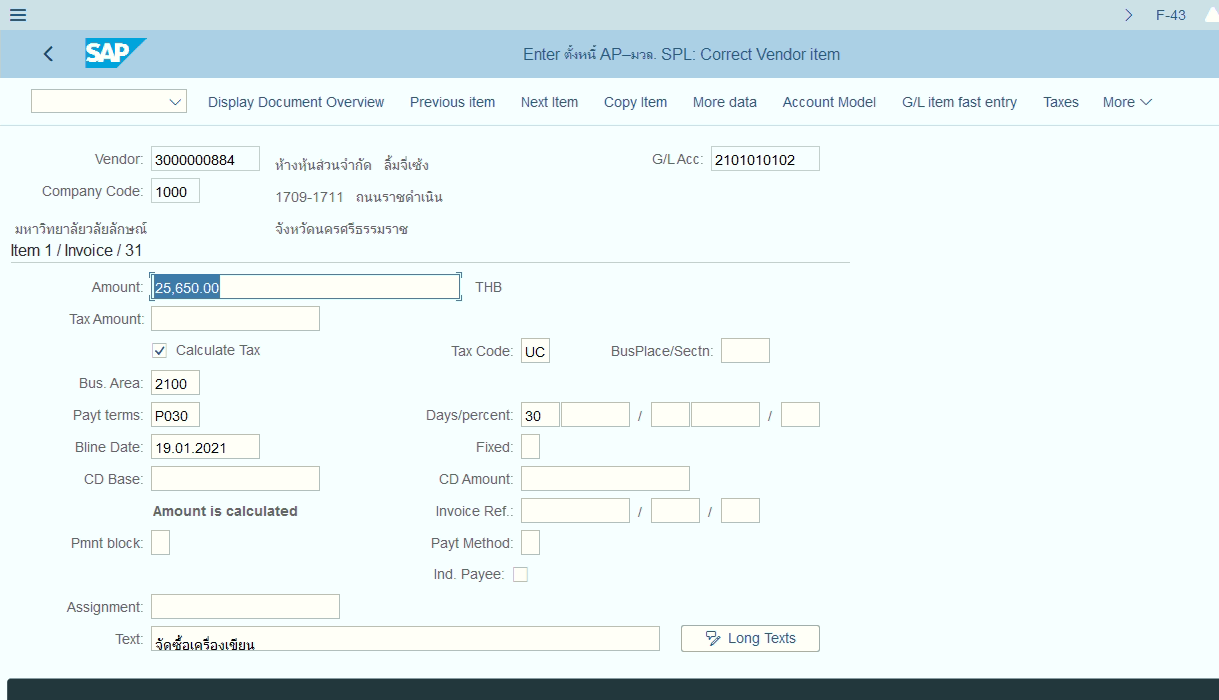 F-43
SAP Enter ตั้งหนี้ AP–มวล. SPL: Correct Vendor item
Display Document Overview Previous item Next Item Copy Item More data Account Model G/L item fast entry Taxes More
Vendor: 3000000884 ห้างหุ้นส่วนจำกัด ลิ้มจี่เซ้ง G/L Acc: 2101010102
Company Code: 1000 1709-1711 ถนนราชดำเนิน
มหาวิทยาลัยวลัยลักษณ์ จังหวัดนครศรีธรรมราช
Item 1 / Invoice / 31
Amount: 25,650.00 THB
Tax Amount:
Calculate Tax Tax Code: UC BusPlace/Sectn:
Bus. Area: 2100
Payt terms: P030 Days/percent: 30 / /
Bline Date: 19.01.2021 Fixed:
CD Base: CD Amount:
Amount is calculated Invoice Ref.: / /
Pmnt block: Payt Method:
Ind. Payee:
Assignment:
Text: จัดซื้อเครื่องเขียน Long Texts